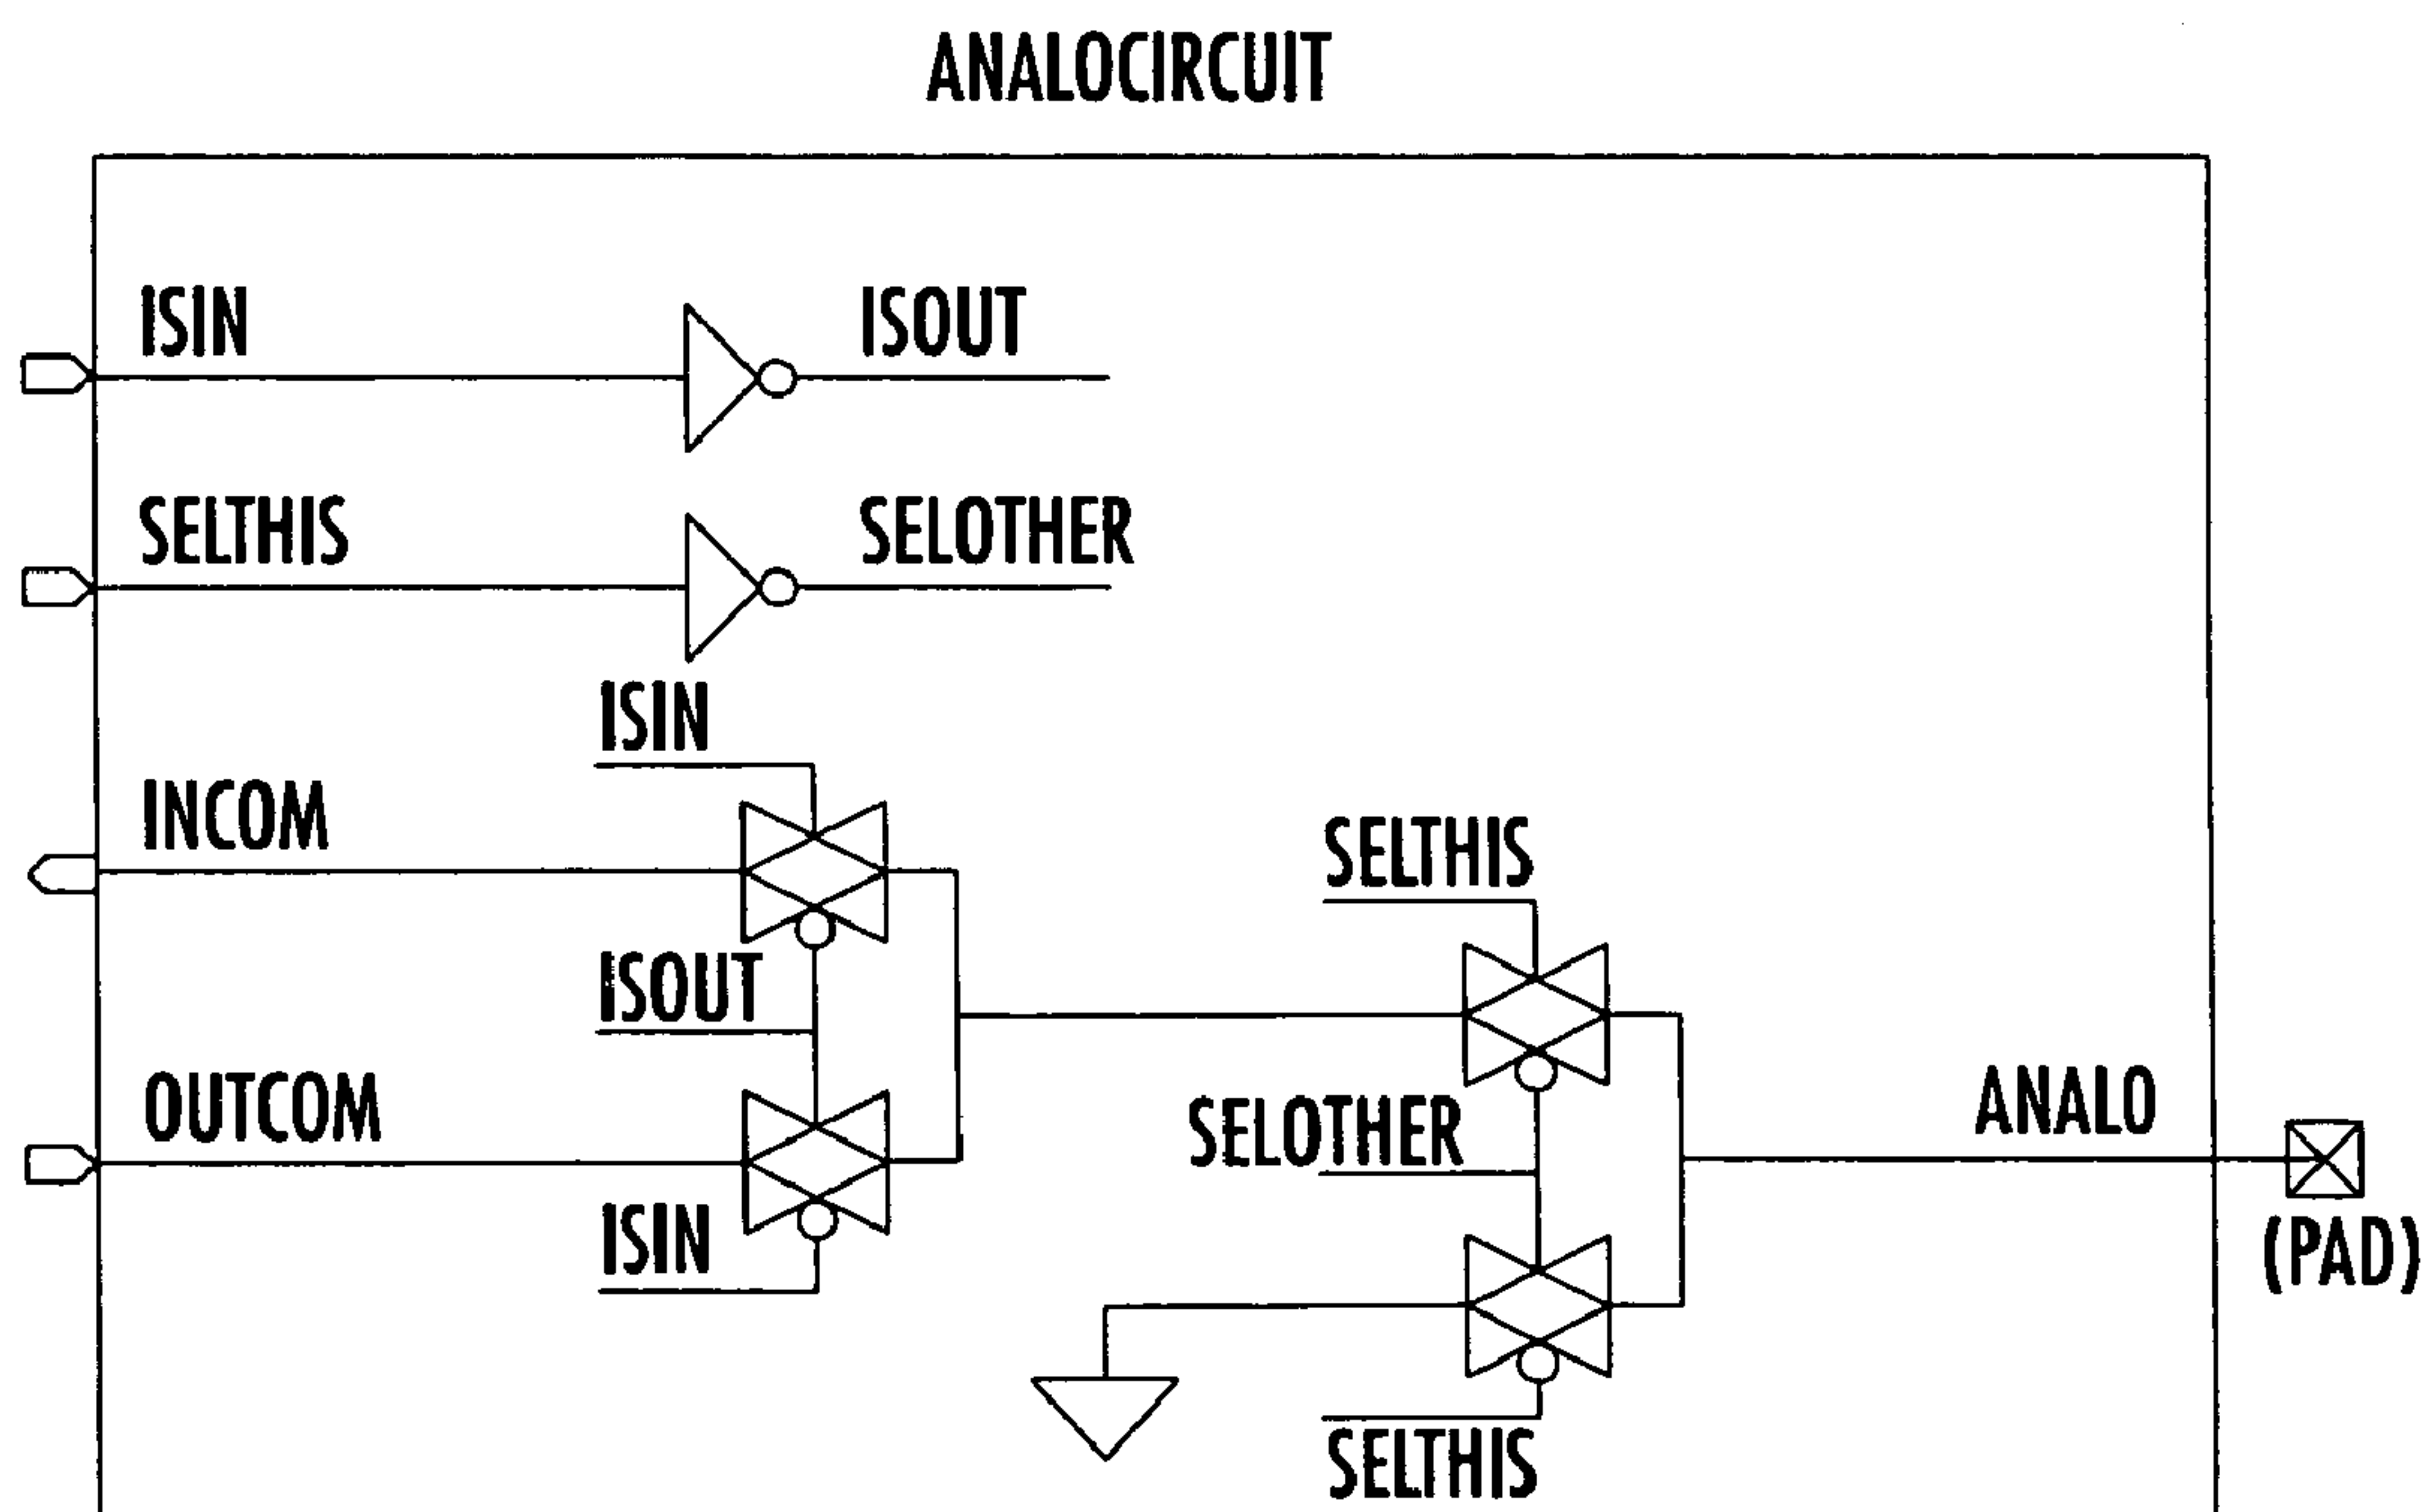 ANALOCIRCUIT
ISIN
ISOUT
SELTHIS
SELOTHER
ISIN
INCOM
SELTHIS
ISOUT
OUTCOM
SELOTHER
ANALO
ISIN
(PAD)
SELTHIS